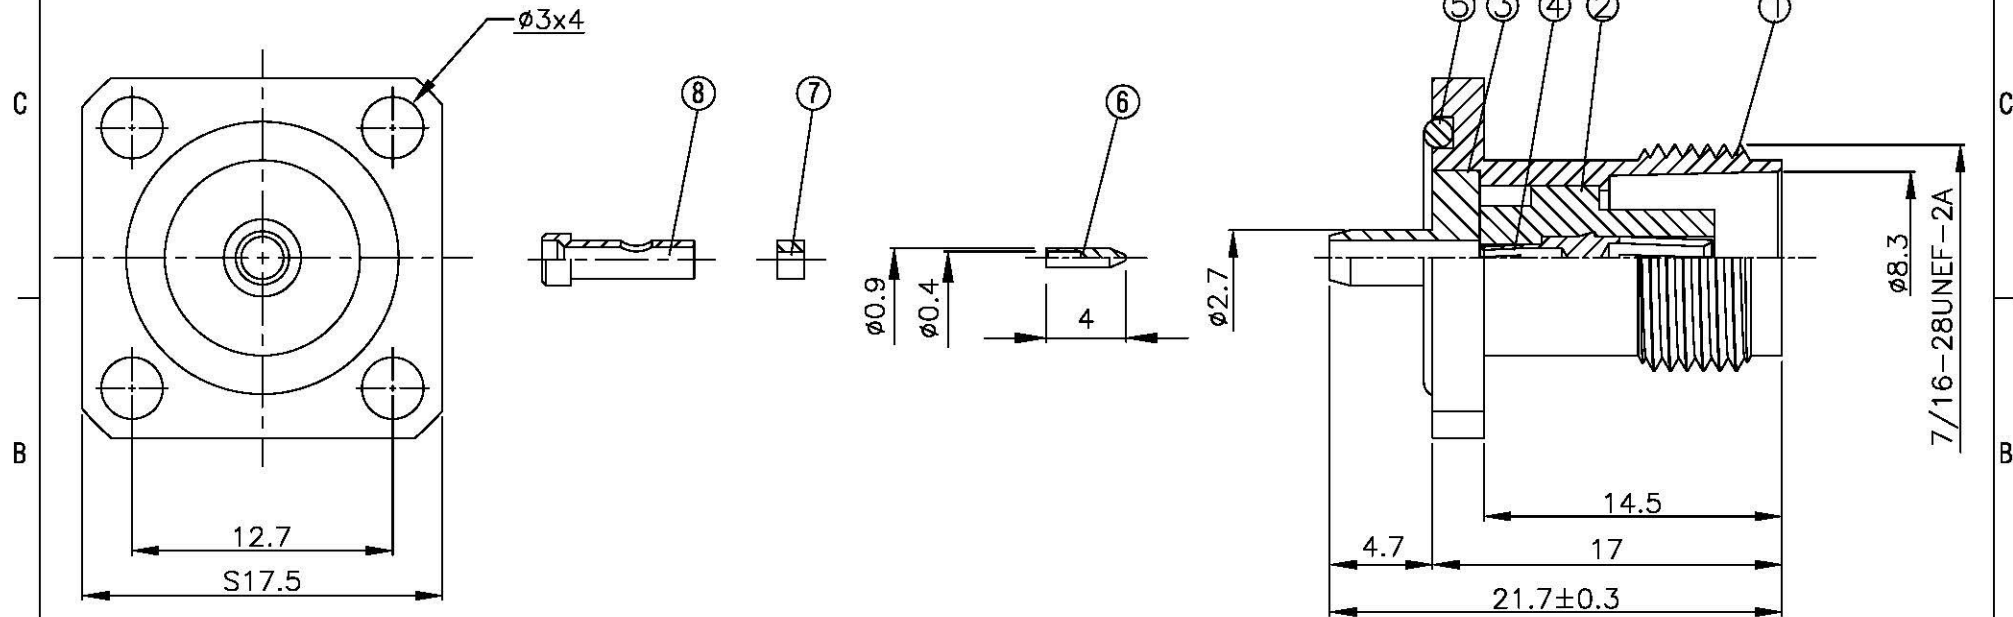 ø3x4
⑤ ③ ④ ② ①
C
⑧
⑦
⑥
C
ø0.9
ø0.4
4
ø2.7
ø8.3
7/16-28UNEF-2A
B
B
12.7
S17.5
14.5
4.7
17
21.7±0.3